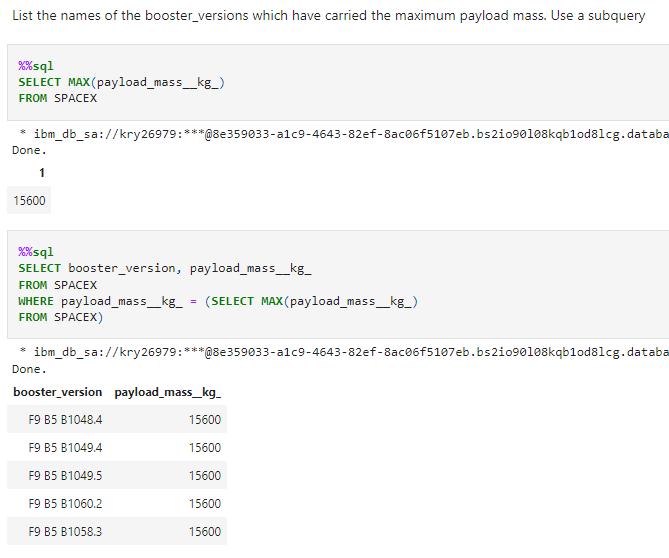 List the names of the booster_versions which have carried the maximum payload mass. Use a subquery
%%sql
SELECT MAX(payload_mass__kg_)
FROM SPACEX
* ibm_db_sa://kry26979:***@8e359033-a1c9-4643-82ef-8ac06f5107eb.bs2io90l08kqb1od8lcg.databa
Done.
1
15600
%%sql
SELECT booster_version, payload_mass__kg_
FROM SPACEX
WHERE payload_mass__kg_ = (SELECT MAX(payload_mass__kg_)
FROM SPACEX)
* ibm_db_sa://kry26979:***@8e359033-a1c9-4643-82ef-8ac06f5107eb.bs2io90l08kqb1od8lcg.databa
Done.
booster_version payload_mass__kg_
F9 B5 B1048.4 15600
F9 B5 B1049.4 15600
F9 B5 B1049.5 15600
F9 B5 B1060.2 15600
F9 B5 B1058.3 15600